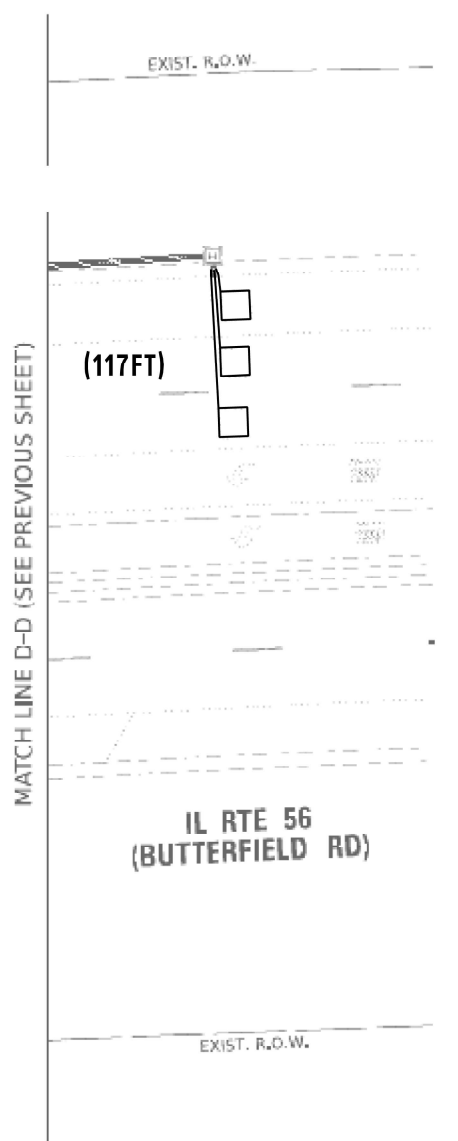 EXIST. R.O.W.
H
(117FT)
MATCH LINE D-D (SEE PREVIOUS SHEET)
IL RTE 56
(BUTTERFIELD RD)
EXIST. R.O.W.